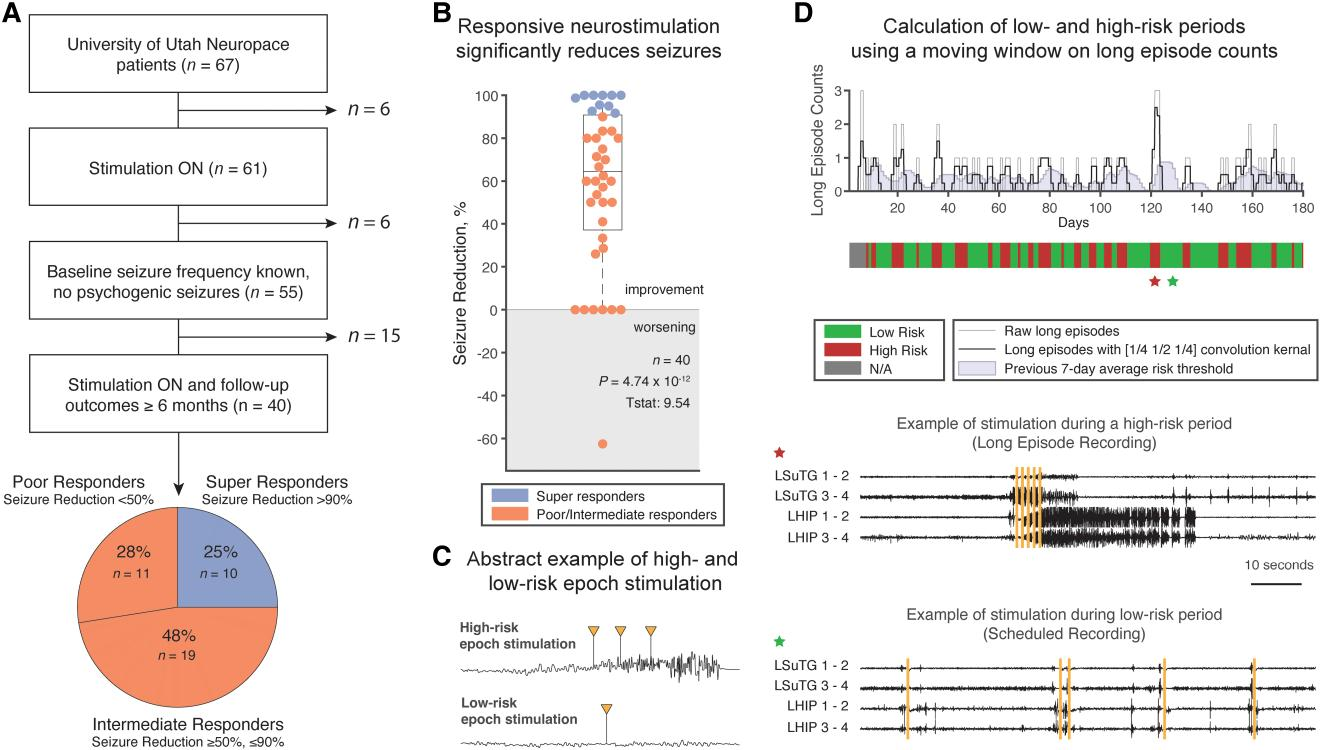 A
University of Utah Neuropace
patients (n = 67)
n = 6
Stimulation ON (n = 61)
n = 6
Baseline seizure frequency known,
no psychogenic seizures (n = 55)
n = 15
Stimulation ON and follow-up
outcomes ≥ 6 months (n = 40)
Poor Responders
Seizure Reduction <50%
Super Responders
Seizure Reduction >90%
28%
n = 11
25%
n = 10
48%
n = 19
Intermediate Responders
Seizure Reduction ≥50%, ≤90%
B
Responsive neurostimulation
significantly reduces seizures
Seizure Reduction, %
100
80
60
40
20
0
-20
-40
-60
improvement
worsening
n = 40
P = 4.74 x 10⁻¹²
Tstat: 9.54
Super responders
Poor/Intermediate responders
C
Abstract example of high- and
low-risk epoch stimulation
High-risk
epoch stimulation
Low-risk
epoch stimulation
D
Calculation of low- and high-risk periods
using a moving window on long episode counts
Long Episode Counts
3
2
1
0
20 40 60 80 100 120 140 160 180
Days
Low Risk
High Risk
N/A
Raw long episodes
Long episodes with [1/4 1/2 1/4] convolution kernal
Previous 7-day average risk threshold
Example of stimulation during a high-risk period
(Long Episode Recording)
LSuTG 1 - 2
LSuTG 3 - 4
LHIP 1 - 2
LHIP 3 - 4
10 seconds
Example of stimulation during low-risk period
(Scheduled Recording)
LSuTG 1 - 2
LSuTG 3 - 4
LHIP 1 - 2
LHIP 3 - 4